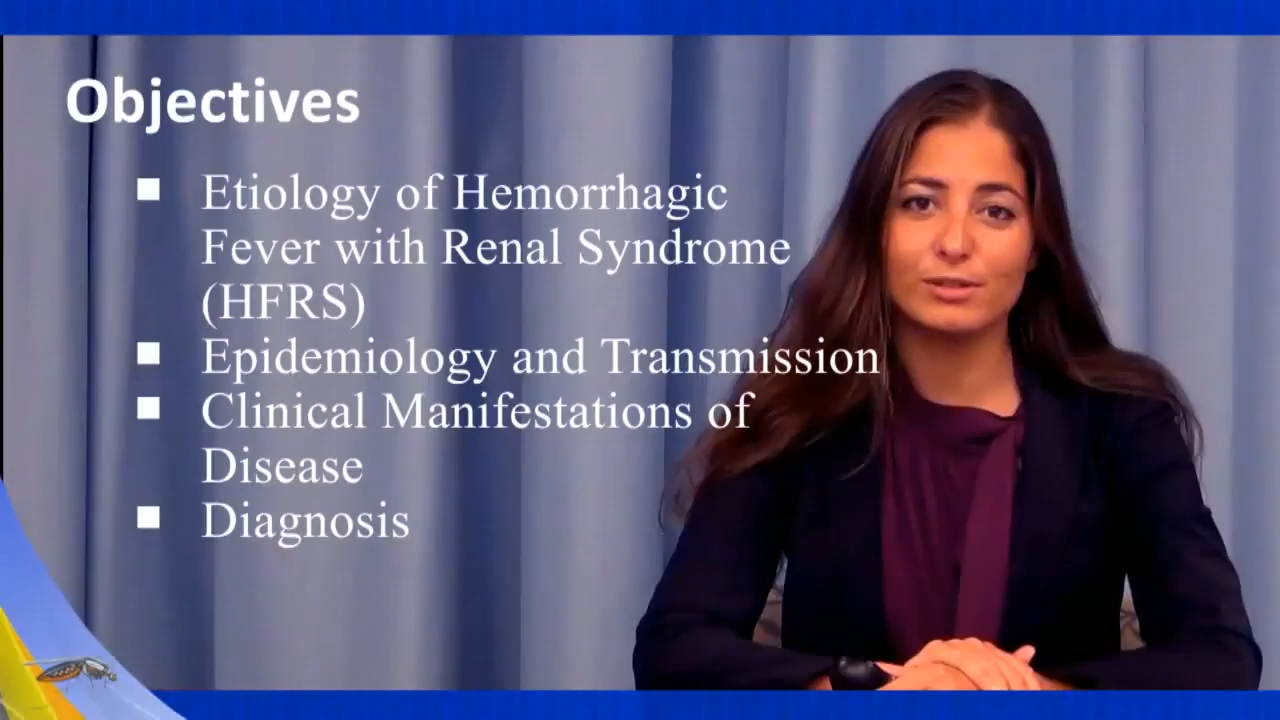 Objectives
Etiology of Hemorrhagic
Fever with Renal Syndrome
(HFRS)
Epidemiology and Transmission
Clinical Manifestations of
Disease
Diagnosis